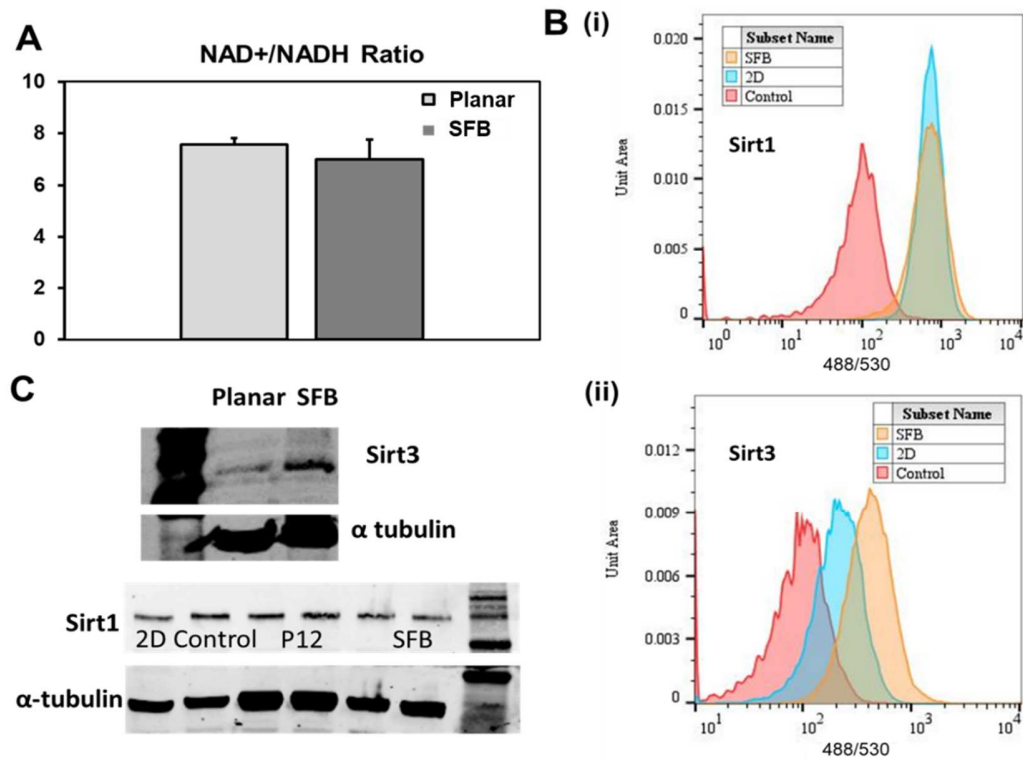 A
NAD+/NADH Ratio
10
8
6
4
2
0
Planar
SFB
B (i)
Subset Name
SFB
2D
Control
Sirt1
Unit Area
0.020
0.015
0.010
0.005
0
10^0 10^1 10^2 10^3 10^4
488/530
C
Planar SFB
Sirt3
α tubulin
Sirt1
2D Control P12 SFB
α-tubulin
(ii)
Subset Name
SFB
2D
Control
Sirt3
Unit Area
0.012
0.009
0.006
0.003
0
10^1 10^2 10^3 10^4
488/530